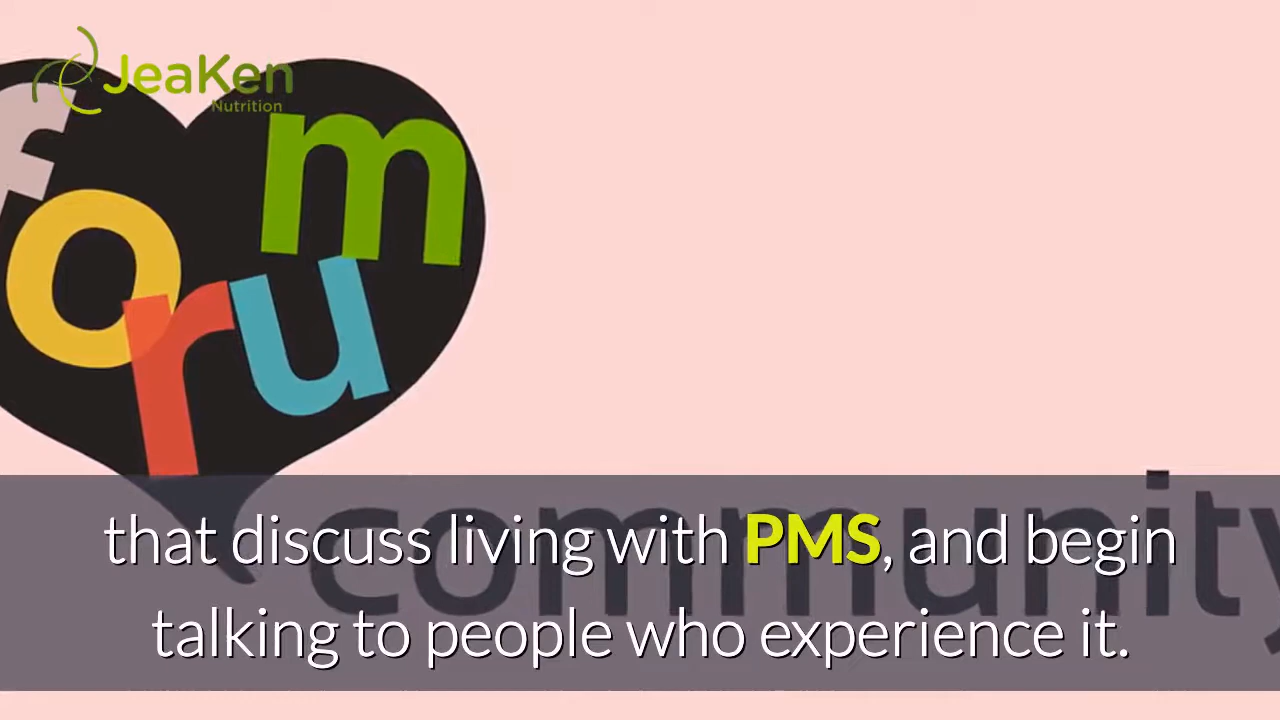 JeaKen
Nutrition
forum
community
that discuss living with PMS, and begin
talking to people who experience it.